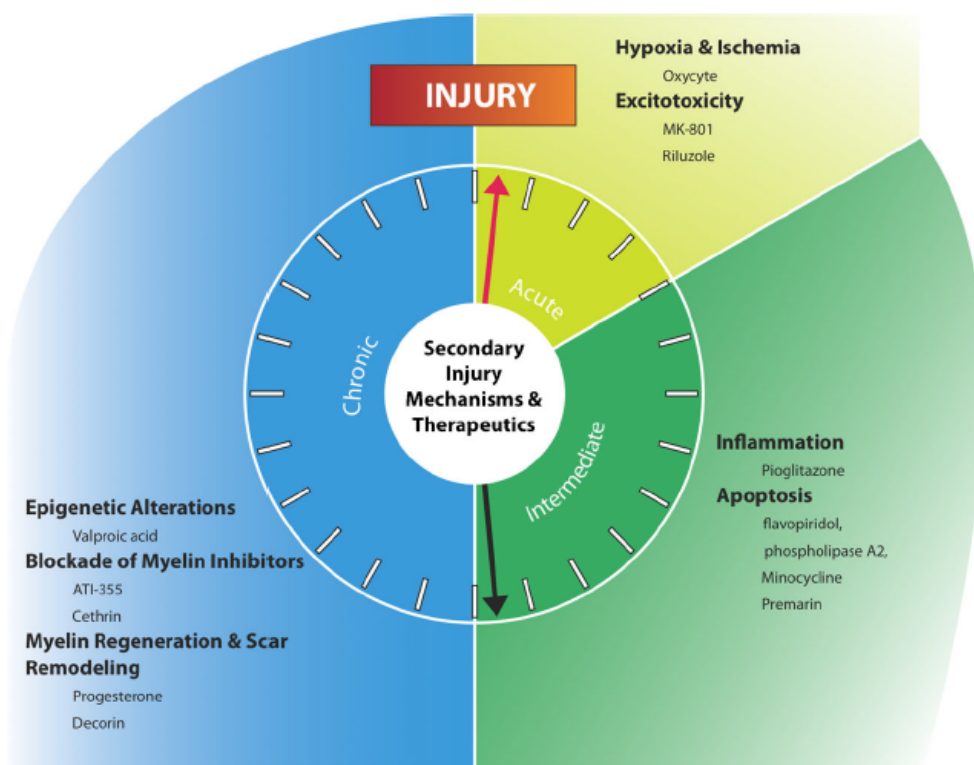 INJURY
Hypoxia & Ischemia
Oxycyte
Excitotoxicity
MK-801
Riluzole
Acute
Chronic
Secondary
Injury
Mechanisms &
Therapeutics
Intermediate
Inflammation
Pioglitazone
Apoptosis
flavopiridol,
phospholipase A2,
Minocycline
Premarin
Epigenetic Alterations
Valproic acid
Blockade of Myelin Inhibitors
ATI-355
Cethrin
Myelin Regeneration & Scar
Remodeling
Progesterone
Decorin